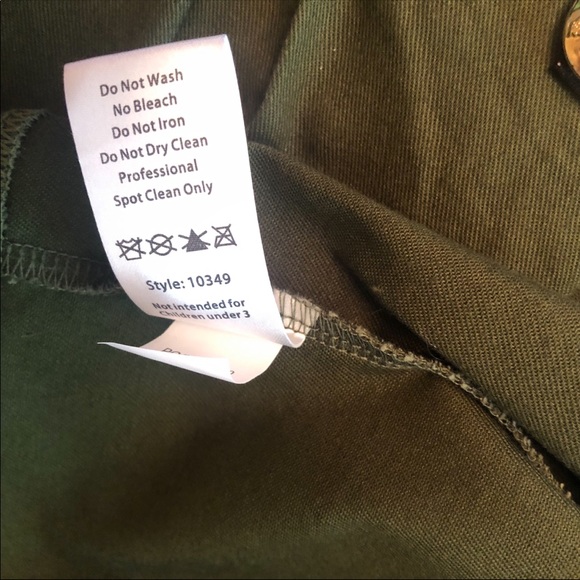 Do Not Wash
No Bleach
Do Not Iron
Do Not Dry Clean
Professional
Spot Clean Only
Style: 10349
Not intended for
Children under 3